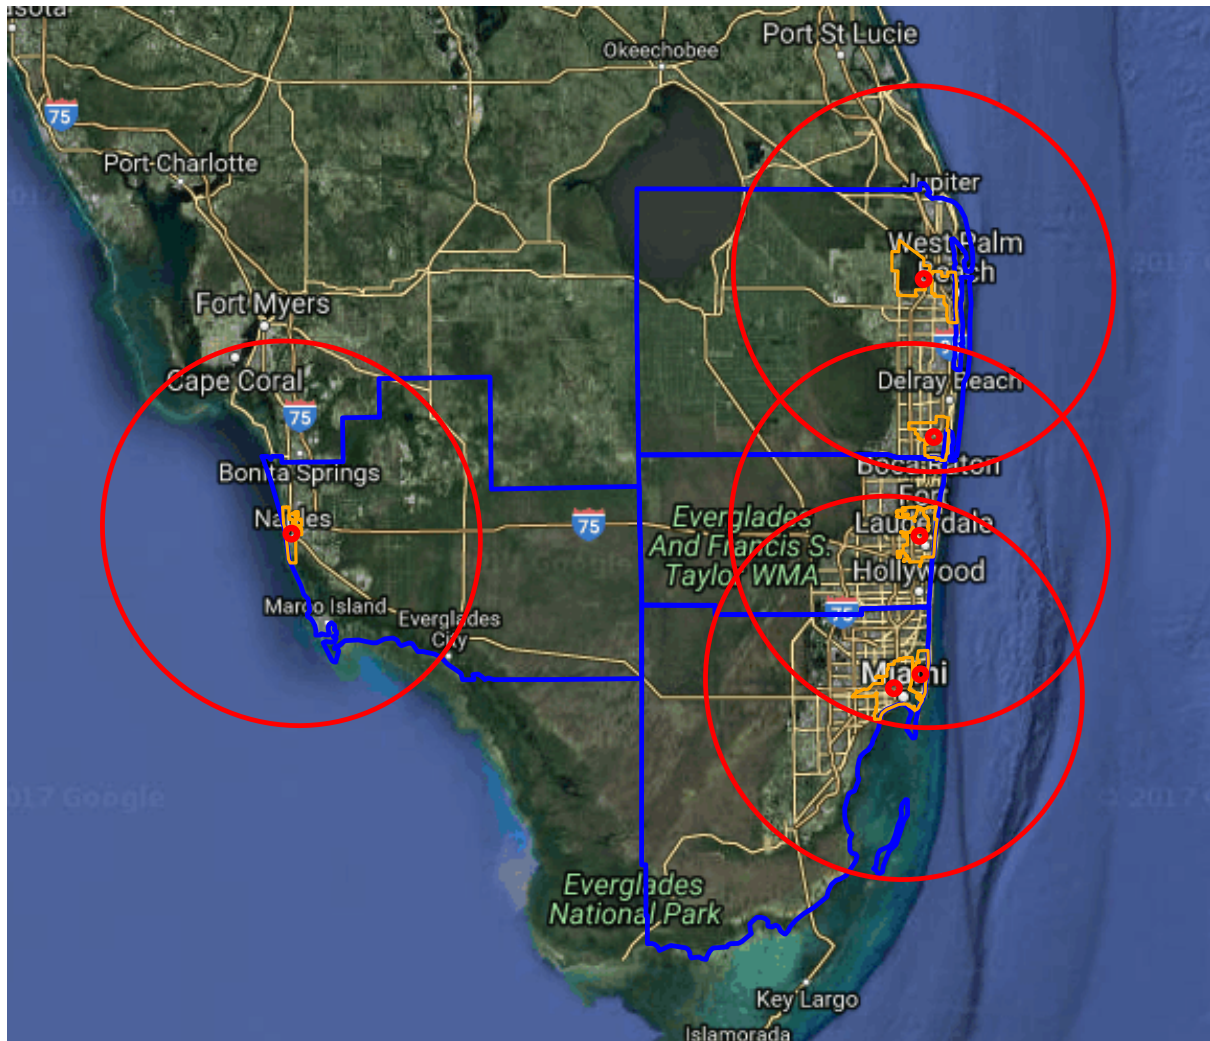 Port St Lucie
Okeechobee
75
Port Charlotte
Jupiter
West Palm
Beach
Fort Myers
Cape Coral
Delray Beach
75
Bonita Springs
Boca Raton
Fort
Lauderdale
Naples
75
Everglades
And Francis S.
Taylor WMA
Hollywood
Marco Island
Everglades
City
75
Miami
2017 Google
© 2017
Everglades
National Park
Key Largo
Islamorada